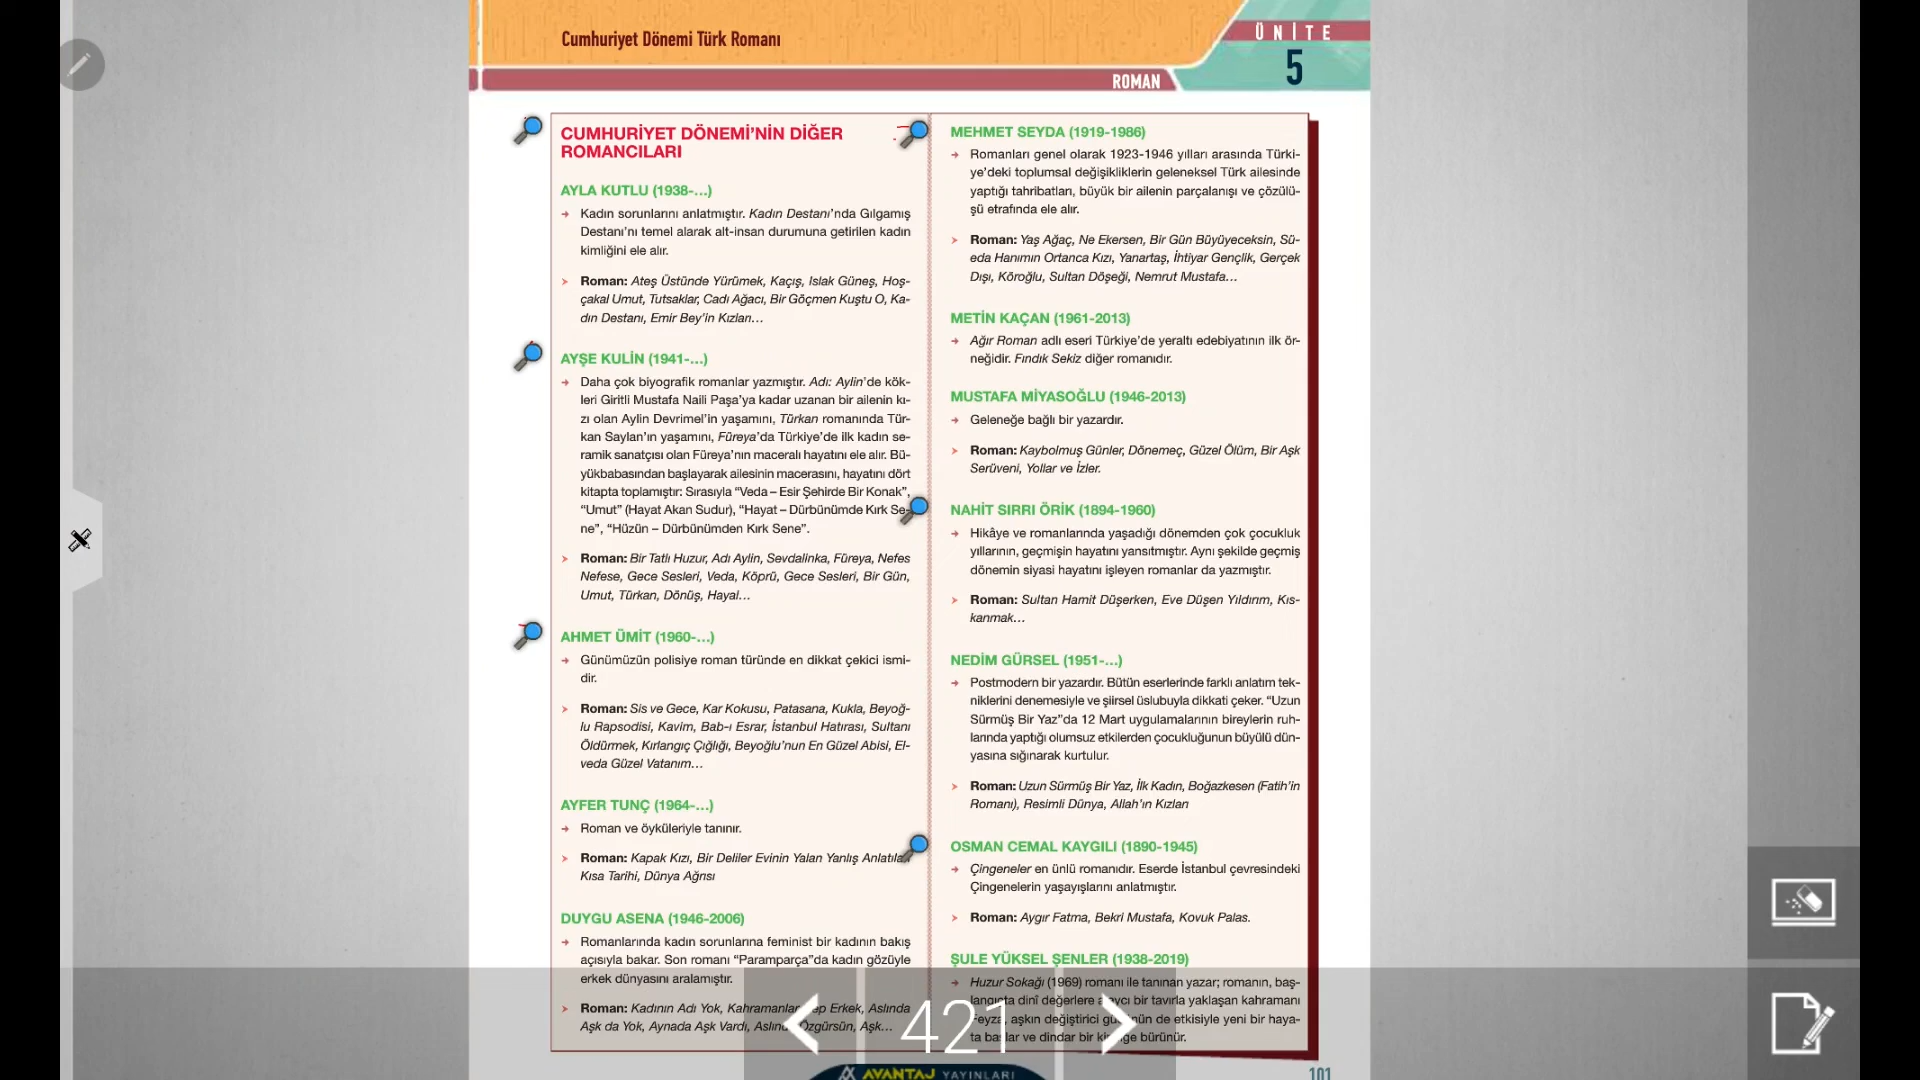 Cumhuriyet Dönemi Türk Romanı
ÜNİTE
5
ROMAN
CUMHURİYET DÖNEMİ'NİN DİĞER
ROMANCILARI
AYLA KUTLU (1938-...)
Kadın sorunlarını anlatmıştır. Kadın Destanı'nda Gılgamış
Destanı'nı temel alarak alt-insan durumuna getirilen kadın
kimliğini ele alır.
Roman: Ateş Üstünde Yürümek, Kaçış, Islak Güneş, Hoş-
çakal Umut, Tutsaklar, Cadı Ağacı, Bir Göçmen Kuştu O, Ka-
dın Destanı, Emir Bey'in Kızları...
AYŞE KULİN (1941-...)
Daha çok biyografik romanlar yazmıştır. Adı: Aylin'de kök-
leri Giritli Mustafa Naili Paşa'ya kadar uzanan bir ailenin kı-
zı olan Aylin Devrimel'in yaşamını, Türkan romanında Tür-
kan Saylan'ın yaşamını, Füreya'da Türkiye'de ilk kadın se-
ramik sanatçısı olan Füreya'nın maceralı hayatını ele alır. Bü-
yükbabasından başlayarak ailesinin macerasını, hayatını dört
kitapta toplamıştır: Sırasıyla "Veda – Esir Şehirde Bir Konak",
"Umut" (Hayat Akan Sudur), "Hayat – Dürbünümde Kırk Se-
ne", "Hüzün – Dürbünümden Kırk Sene".
Roman: Bir Tatlı Huzur, Adı Aylin, Sevdalinka, Füreya, Nefes
Nefese, Gece Sesleri, Veda, Köprü, Gece Sesleri, Bir Gün,
Umut, Türkan, Dönüş, Hayal...
AHMET ÜMİT (1960-...)
Günümüzün polisiye roman türünde en dikkat çekici ismi-
dir.
Roman: Sis ve Gece, Kar Kokusu, Patasana, Kukla, Beyoğ-
lu Rapsodisi, Kavim, Bab-ı Esrar, İstanbul Hatırası, Sultanı
Öldürmek, Kırlangıç Çığlığı, Beyoğlu'nun En Güzel Abisi, El-
veda Güzel Vatanım...
AYFER TUNÇ (1964-...)
Roman ve öyküleriyle tanınır.
Roman: Kapak Kızı, Bir Deliler Evinin Yalan Yanlış
Kısa Tarihi, Dünya Ağrısı
DUYGU ASENA (1946-2006)
Romanlarında kadın sorunlarına feminist bir kadının bakış
açısıyla bakar. Son romanı "Paramparça"da kadın gözüyle
erkek dünyasını aralamıştır.
Roman: Kadının Adı Yok, Erkek, Aslında
Aşk da Yok, Aynada Aşk Vardı, Özgürsün, Aşk...
MEHMET SEYDA (1919-1986)
Romanları genel olarak 1923-1946 yılları arasında Türki-
ye'deki toplumsal değişikliklerin geleneksel Türk ailesinde
yaptığı tahribatları, büyük bir ailenin parçalanışı ve çözülü-
şü etrafında ele alır.
Roman: Yaş Ağaç, Ne Ekersen, Bir Gün Büyüyeceksin, Sü-
eda Hanımın Ortanca Kızı, Yanartaş, İhtiyar Gençlik, Gerçek
Dışı, Köroğlu, Sultan Döşeği, Nemrut Mustafa...
METİN KAÇAN (1961-2013)
Ağır Roman adlı eseri Türkiye'de yeraltı edebiyatının ilk ör-
neğidir. Fındık Sekiz diğer romanıdır.
MUSTAFA MİYASOĞLU (1946-2013)
Geleneğe bağlı bir yazardır.
Roman: Kaybolmuş Günler, Dönemeç, Güzel Ölüm, Bir Aşk
Serüveni, Yollar ve İzler.
NAHİT SIRRI ÖRİK (1894-1960)
Hikâye ve romanlarında yaşadığı dönemden çok çocukluk
yıllarının, geçmişin hayatını yansıtmıştır. Aynı şekilde geçmiş
dönemin siyasi hayatını işleyen romanlar da yazmıştır.
Roman: Sultan Hamit Düşerken, Eve Düşen Yıldırım, Kıs-
kanmak...
NEDİM GÜRSEL (1951-...)
Postmodern bir yazardır. Bütün eserlerinde farklı anlatım tek-
niklerini denemesiyle ve şiirsel üslubuyla dikkati çeker. "Uzun
Sürmüş Bir Yaz"da 12 Mart uygulamalarının bireylerin ruh-
larında yaptığı olumsuz etkilerden çocukluğunun büyülü dün-
yasına sığınarak kurtulur.
Roman: Uzun Sürmüş Bir Yaz, İlk Kadın, Boğazkesen (Fatih'in
Romanı), Resimli Dünya, Allah'ın Kızları
OSMAN CEMAL KAYGILI (1890-1945)
Çingeneler en ünlü romanıdır. Eserde İstanbul çevresindeki
Çingenelerin yaşayışlarını anlatmıştır.
Roman: Aygır Fatma, Bekri Mustafa, Kovuk Palas.
ŞULE YÜKSEL ŞENLER (1938-2019)
Huzur Sokağı (1969) romanı ile tanınan yazar; romanın, baş-
langıçta dinî değerlere alaycı bir tavırla yaklaşan kahramanı
Feyza, aşkın değiştirici gücünün de etkisiyle yeni bir haya-
ta başlar ve dindar bir kimliğe bürünür.
421
AVANTAJ YAYINLARI
101